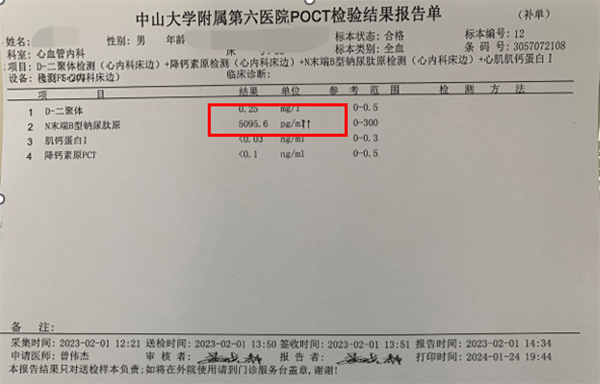 中山大学附属第六医院POCT检验结果报告单 (补单)
姓名: 性别: 男 年龄 标本状态: 合格 标本编号: 12
科室: 心血管内科 标本类别: 全血 条 码 号: 3057072108
项目: D-二聚体检测(心内科床边)+降钙素原检测(心内科床边)+N末端B型钠尿肽原检测(心内科床边)+心肌肌钙蛋白I
设备: 临床诊断:
项 目 结果 单位 参 考 范 围 检 测 方 法
1 D-二聚体 0.25 mg/l 0-0.5
2 N末端B型钠尿肽原 5095.6 pg/ml↑↑ 0-300
3 肌钙蛋白I <0.03 ng/ml 0-0.3
4 降钙素原PCT <0.1 ng/ml 0-0.5
备 注:
采集时间: 2023-02-01 12:21 送检时间: 2023-02-01 13:50 签收时间: 2023-02-01 13:51 报告时间: 2023-02-01 14:34
申请医师: 曾伟杰 审 核 者: 报 告 者: 打印时间: 2024-01-24 19:44
本报告结果只对送检样本负责;如将在外院使用请到门诊服务台盖章,谢谢!